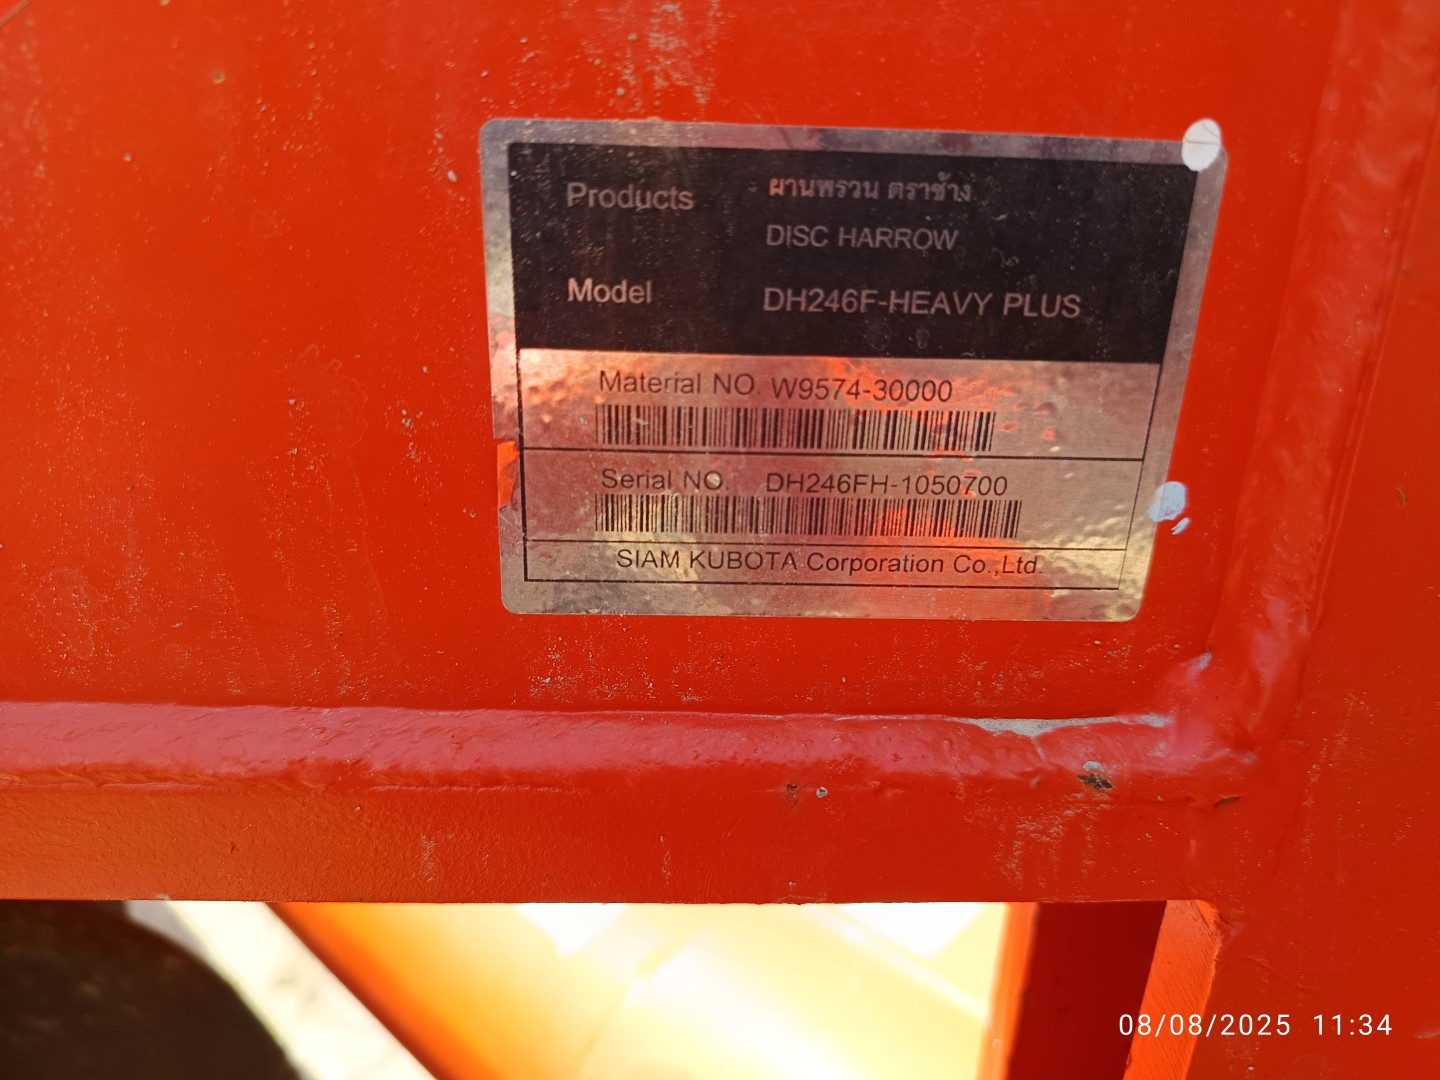 Products ผานพรวน ตราช้าง
DISC HARROW
Model DH246F-HEAVY PLUS
Material NO. W9574-30000
Serial NO. DH246FH-1050700
SIAM KUBOTA Corporation Co.,Ltd.
08/08/2025 11:34